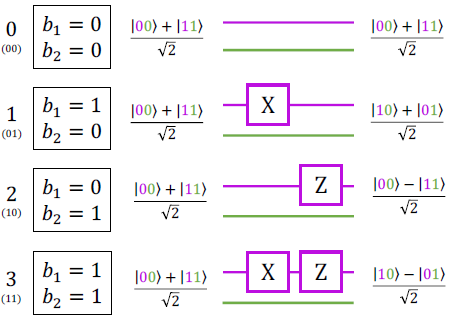 0 b₁ = 0 |00⟩ + |11⟩ |00⟩ + |11⟩
(00) b₂ = 0 √2 √2
1 b₁ = 1 |00⟩ + |11⟩ X |10⟩ + |01⟩
(01) b₂ = 0 √2 √2
2 b₁ = 0 |00⟩ + |11⟩ Z |00⟩ − |11⟩
(10) b₂ = 1 √2 √2
3 b₁ = 1 |00⟩ + |11⟩ X Z |10⟩ − |01⟩
(11) b₂ = 1 √2 √2